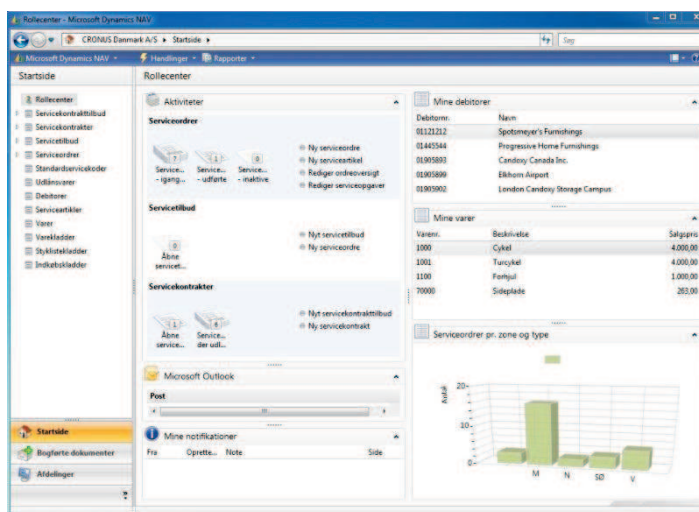 Rollecenter - Microsoft Dynamics NAV
CRONUS Danmark A/S
Startside
Søg
Microsoft Dynamics NAV
Handlinger
Rapporter
Startside
Rollecenter
Servicekontrakttilbud
Servicekontrakter
Servicetilbud
Serviceordrer
Standardservicekoder
Udlånsvarer
Debitorer
Serviceartikler
Varer
Varekladder
Styklistekladder
Indkøbskladder
Startside
Bogførte dokumenter
Afdelinger
Rollecenter
Aktiviteter
Serviceordrer
7 1 0
Service... Service... Service...
- igang... - udførte - inaktive
Ny serviceordre
Ny serviceartikel
Rediger ordreoversigt
Rediger serviceopgaver
Servicetilbud
0
Åbne
servicet...
Nyt servicetilbud
Ny serviceordre
Servicekontrakter
1
Åbne Service...
service... der udl...
Nyt servicekontrakttilbud
Ny servicekontrakt
Microsoft Outlook
Post
Mine notifikationer
Fra Oprette... Note Side
Mine debitorer
Debitornr. Navn
01121212 Spotsmeyer's Furnishings
01445544 Progressive Home Furnishings
01905893 Candoxy Canada Inc.
01905899 Elkhorn Airport
01905902 London Candoxy Storage Campus
Mine varer
Varenr. Beskrivelse Salgspris
1000 Cykel 4.000,00
1001 Turcykel 4.000,00
1100 Forhjul 1.000,00
70000 Sideplade 263,00
Serviceordrer pr. zone og type
Antal
20
10
0
M N SØ V